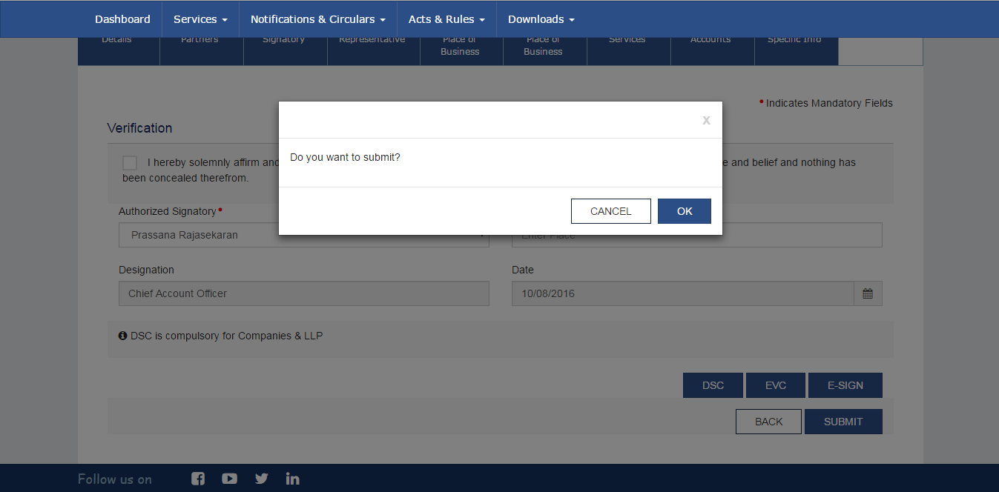 Dashboard Services Notifications & Circulars Acts & Rules Downloads
Details Partners Signatory Representative Place of Place of Services Accounts Specific Info
Business Business
• Indicates Mandatory Fields
Verification
x
Do you want to submit?
I hereby solemnly affirm and e and belief and nothing has
been concealed therefrom.
CANCEL OK
Authorized Signatory •
Prassana Rajasekaran Enter Place
Designation Date
Chief Account Officer 10/08/2016
DSC is compulsory for Companies & LLP
DSC EVC E-SIGN
BACK SUBMIT
Follow us on